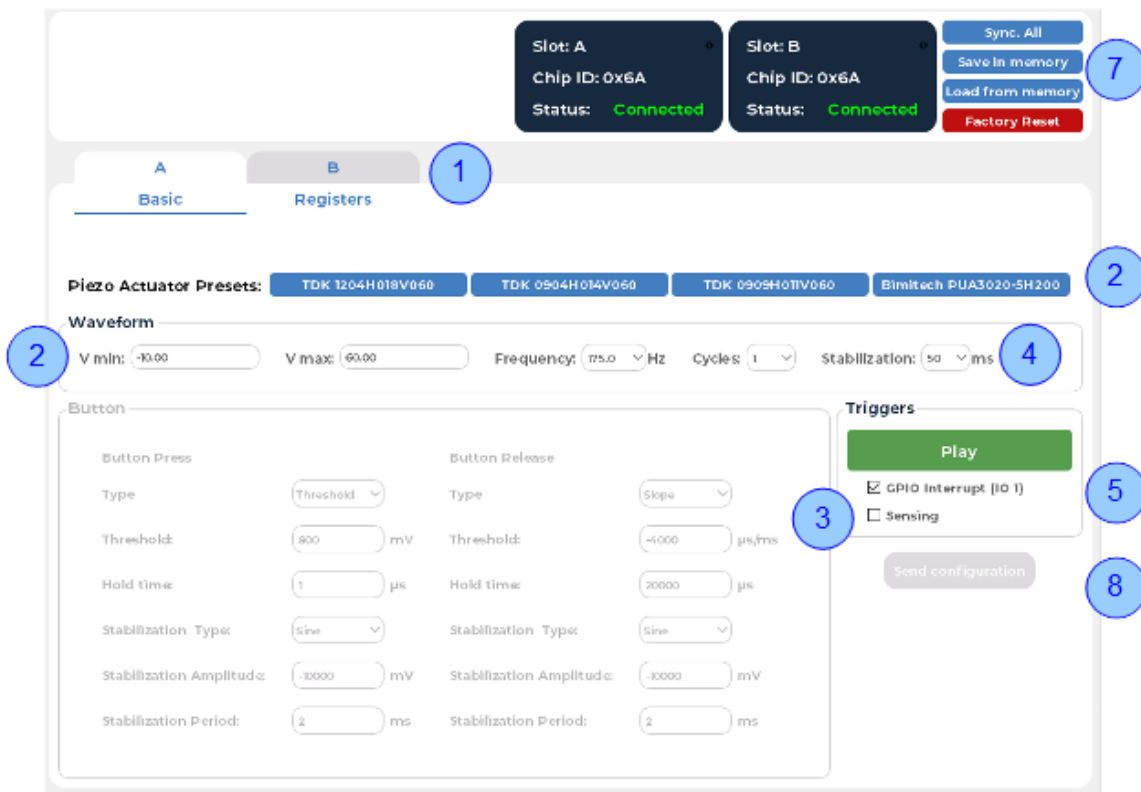 Slot: A
Chip ID: 0x6A
Status: Connected
Slot: B
Chip ID: 0x6A
Status: Connected
Sync. All
Save in memory
Load from memory
Factory Reset
7
A
B
1
Basic
Registers
Piezo Actuator Presets:
TDK 1204H018V060
TDK 0904H014V060
TDK 0909H011V060
Bimitech PUA3020-5H200
2
Waveform
2
V min: -10.00
V max: 60.00
Frequency: 175.0 Hz
Cycles: 1
Stabilization: 50 ms
4
Button
Button Press
Type Threshold
Threshold: 800 mV
Hold time: 1 µs
Stabilization Type: Sine
Stabilization Amplitude: -10000 mV
Stabilization Period: 2 ms
Button Release
Type Slope
Threshold: -4000 µs/ms
Hold time: 20000 µs
Stabilization Type: Sine
Stabilization Amplitude: -10000 mV
Stabilization Period: 2 ms
Triggers
Play
GPIO Interrupt (IO 1)
5
3
Sensing
Send configuration
8